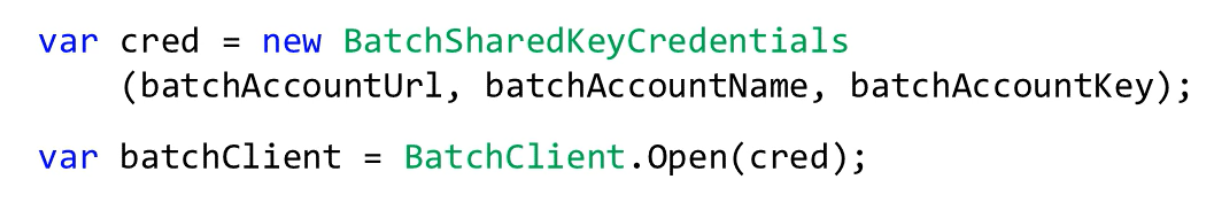 var cred = new BatchSharedKeyCredentials
(batchAccountUrl, batchAccountName, batchAccountKey);
var batchClient = BatchClient.Open(cred);